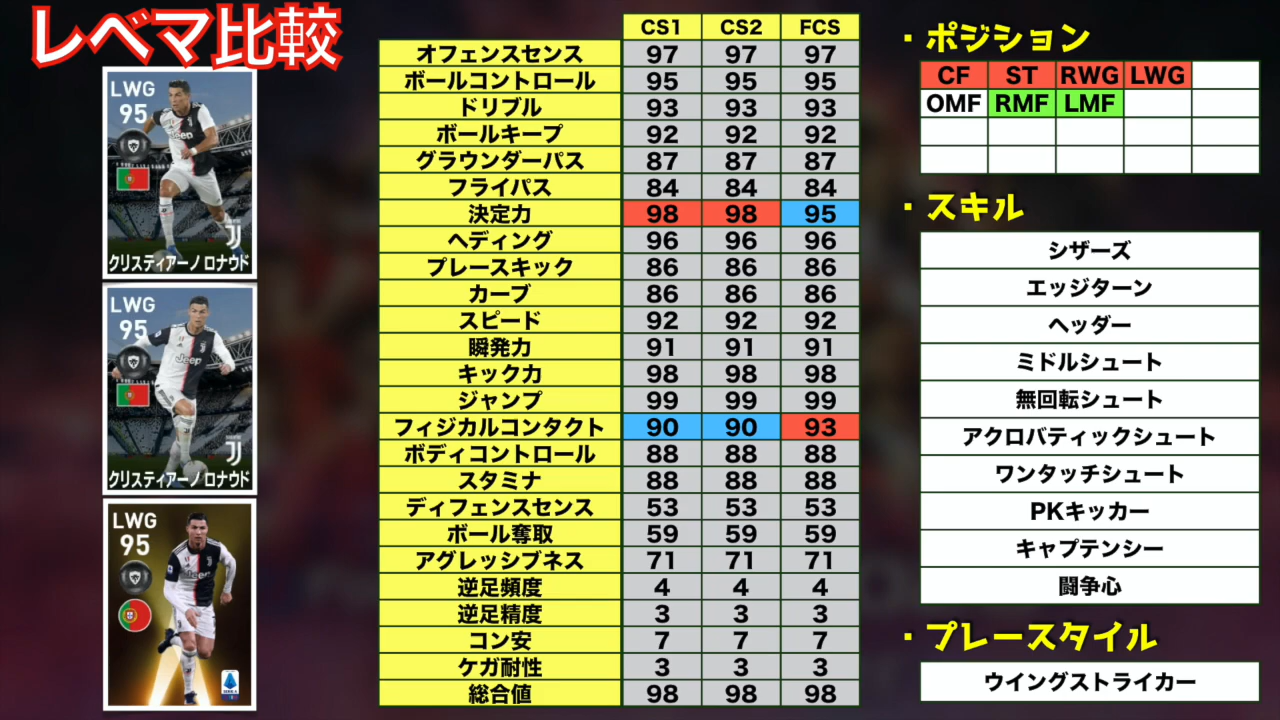 レベマ比較
LWG
95
クリスティアーノ ロナウド
LWG
95
Jeep
クリスティアーノ ロナウド
LWG
95
CS1 CS2 FCS
オフェンスセンス 97 97 97
ボールコントロール 95 95 95
ドリブル 93 93 93
ボールキープ 92 92 92
グラウンダーパス 87 87 87
フライパス 84 84 84
決定力 98 98 95
ヘディング 96 96 96
プレースキック 86 86 86
カーブ 86 86 86
スピード 92 92 92
瞬発力 91 91 91
キック力 98 98 98
ジャンプ 99 99 99
フィジカルコンタクト 90 90 93
ボディコントロール 88 88 88
スタミナ 88 88 88
ディフェンスセンス 53 53 53
ボール奪取 59 59 59
アグレッシブネス 71 71 71
逆足頻度 4 4 4
逆足精度 3 3 3
コン安 7 7 7
ケガ耐性 3 3 3
総合値 98 98 98
・ポジション
CF ST RWG LWG
OMF RMF LMF
・スキル
シザーズ
エッジターン
ヘッダー
ミドルシュート
無回転シュート
アクロバティックシュート
ワンタッチシュート
PKキッカー
キャプテンシー
闘争心
・プレースタイル
ウイングストライカー